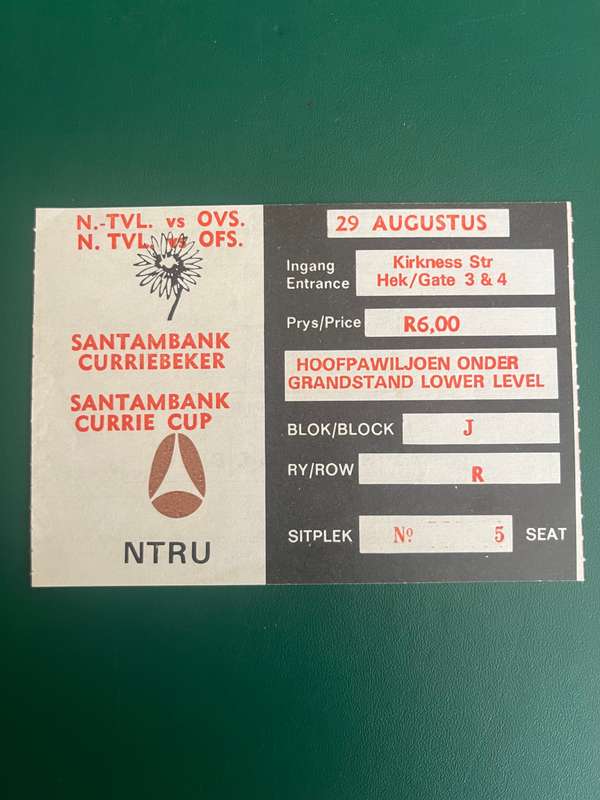 N.-TVL. vs OVS.
N. TVL. vs OFS.
SANTAMBANK
CURRIEBEKER
SANTAMBANK
CURRIE CUP
NTRU
29 AUGUSTUS
Ingang
Entrance
Kirkness Str
Hek/Gate 3 & 4
Prys/Price R6,00
HOOFPAWILJOEN ONDER
GRANDSTAND LOWER LEVEL
BLOK/BLOCK J
RY/ROW R
SITPLEK Nº 5 SEAT